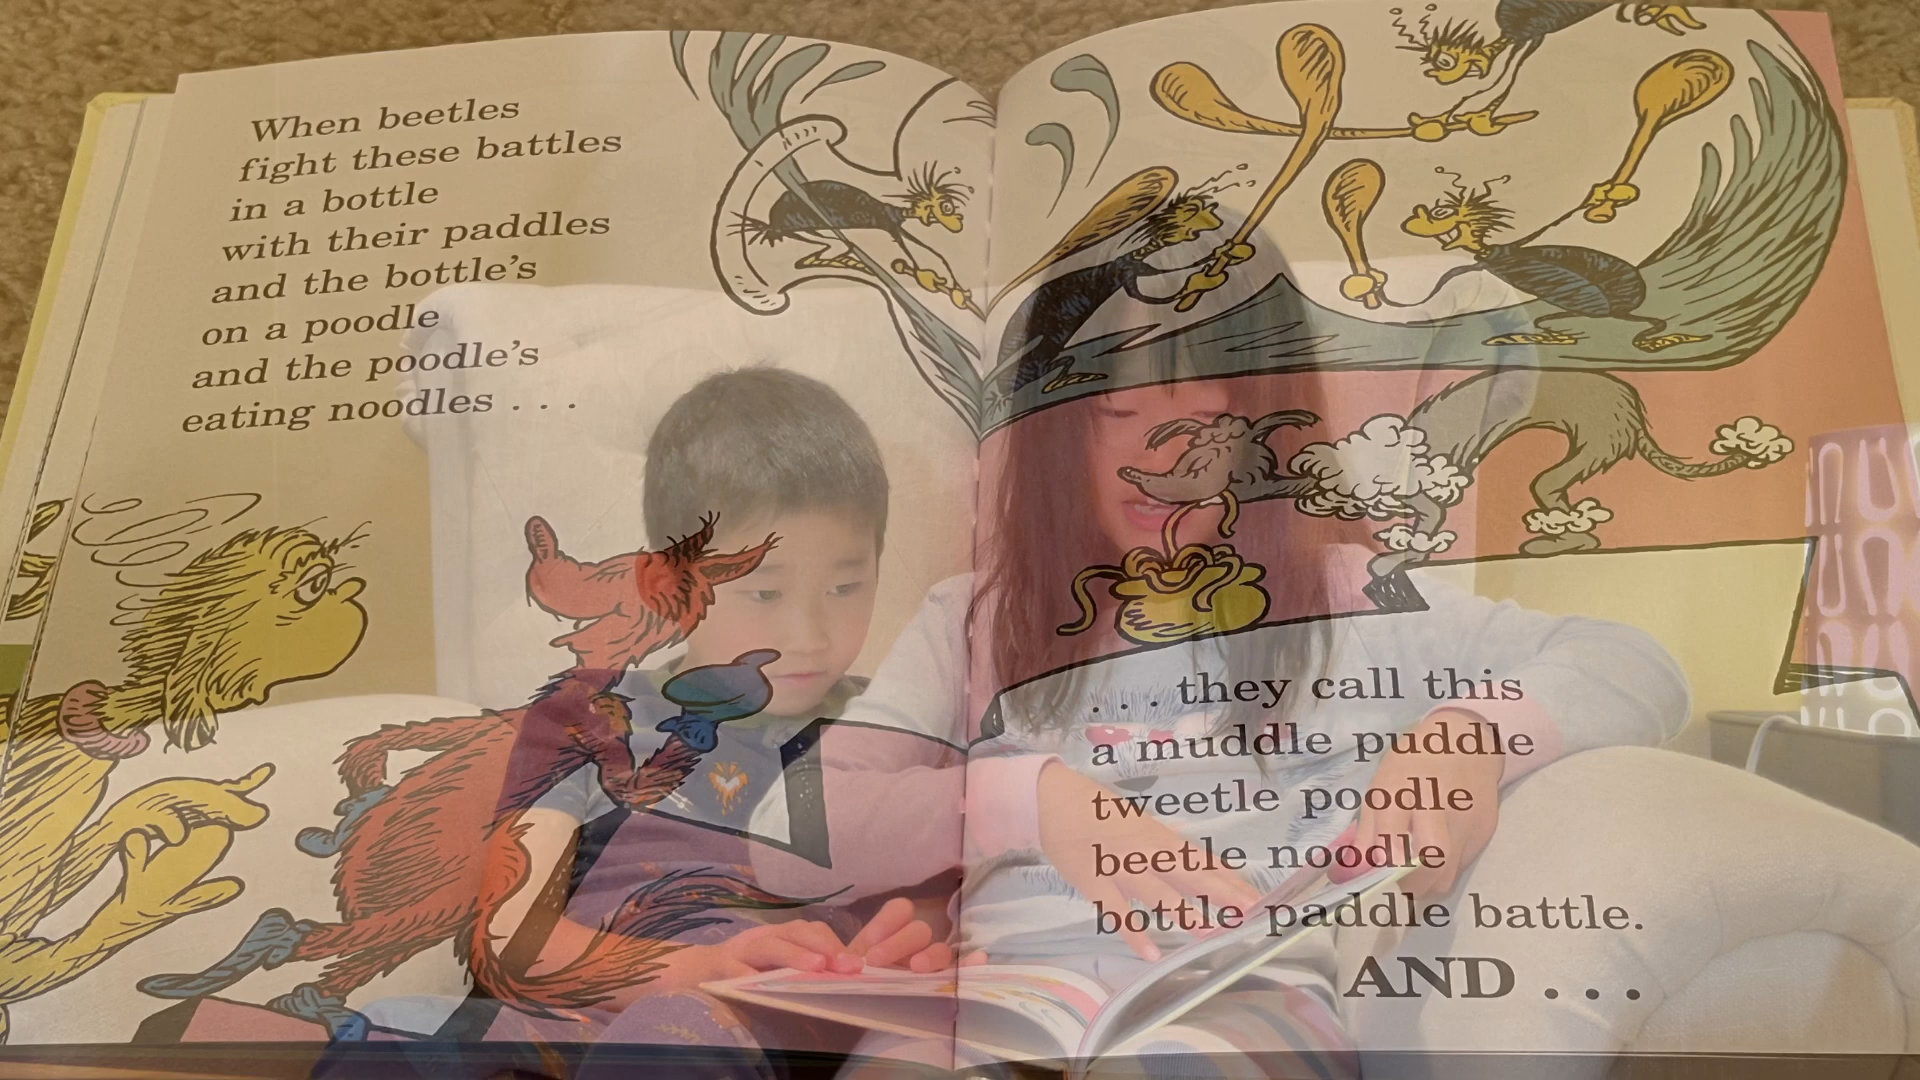 When beetles
fight these battles
in a bottle
with their paddles
and the bottle's
on a poodle
and the poodle's
eating noodles . . .
. . . they call this
a muddle puddle
tweetle poodle
beetle noodle
bottle paddle battle.
AND . . .